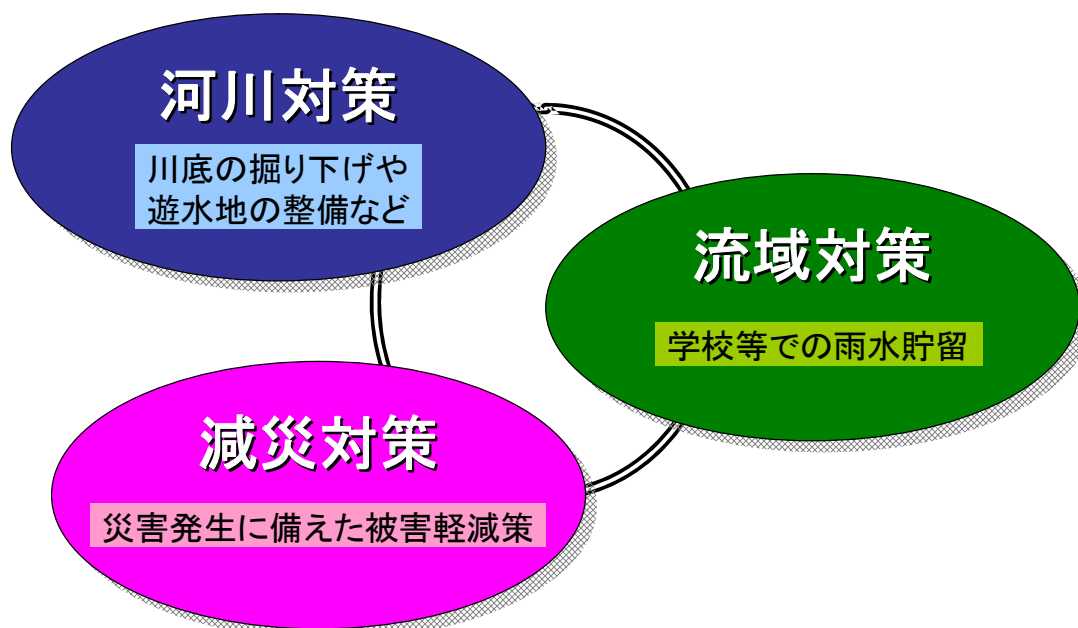 河川対策
川底の掘り下げや
遊水地の整備など
流域対策
学校等での雨水貯留
減災対策
災害発生に備えた被害軽減策